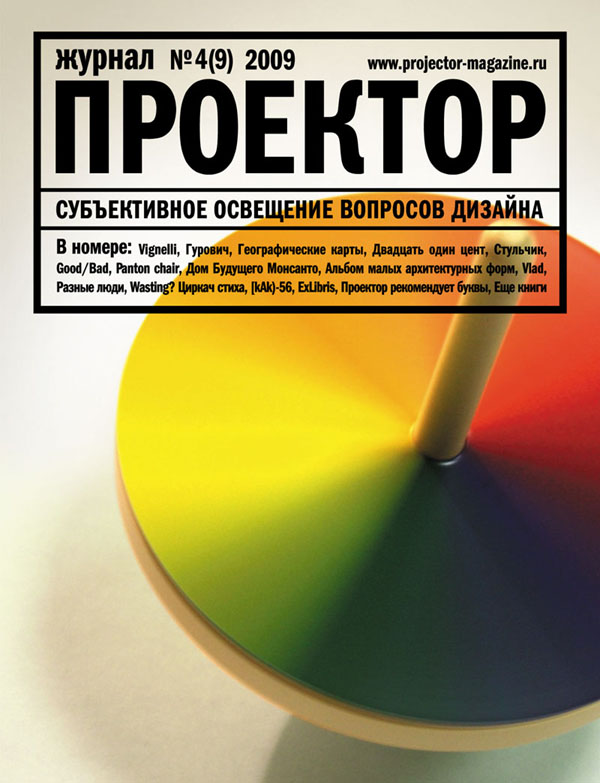 журнал № 4(9) 2009 www.projector-magazine.ru
ПРОЕКТОР
СУБЪЕКТИВНОЕ ОСВЕЩЕНИЕ ВОПРОСОВ ДИЗАЙНА
В номере: Vignelli, Гурович, Географические карты, Двадцать один цент, Стульчик,
Good/Bad, Panton chair, Дом Будущего Монсанто, Альбом малых архитектурных форм, Vlad,
Разные люди, Wasting? Циркач стиха, [kAk)-56, ExLibris, Проектор рекомендует буквы, Еще книги